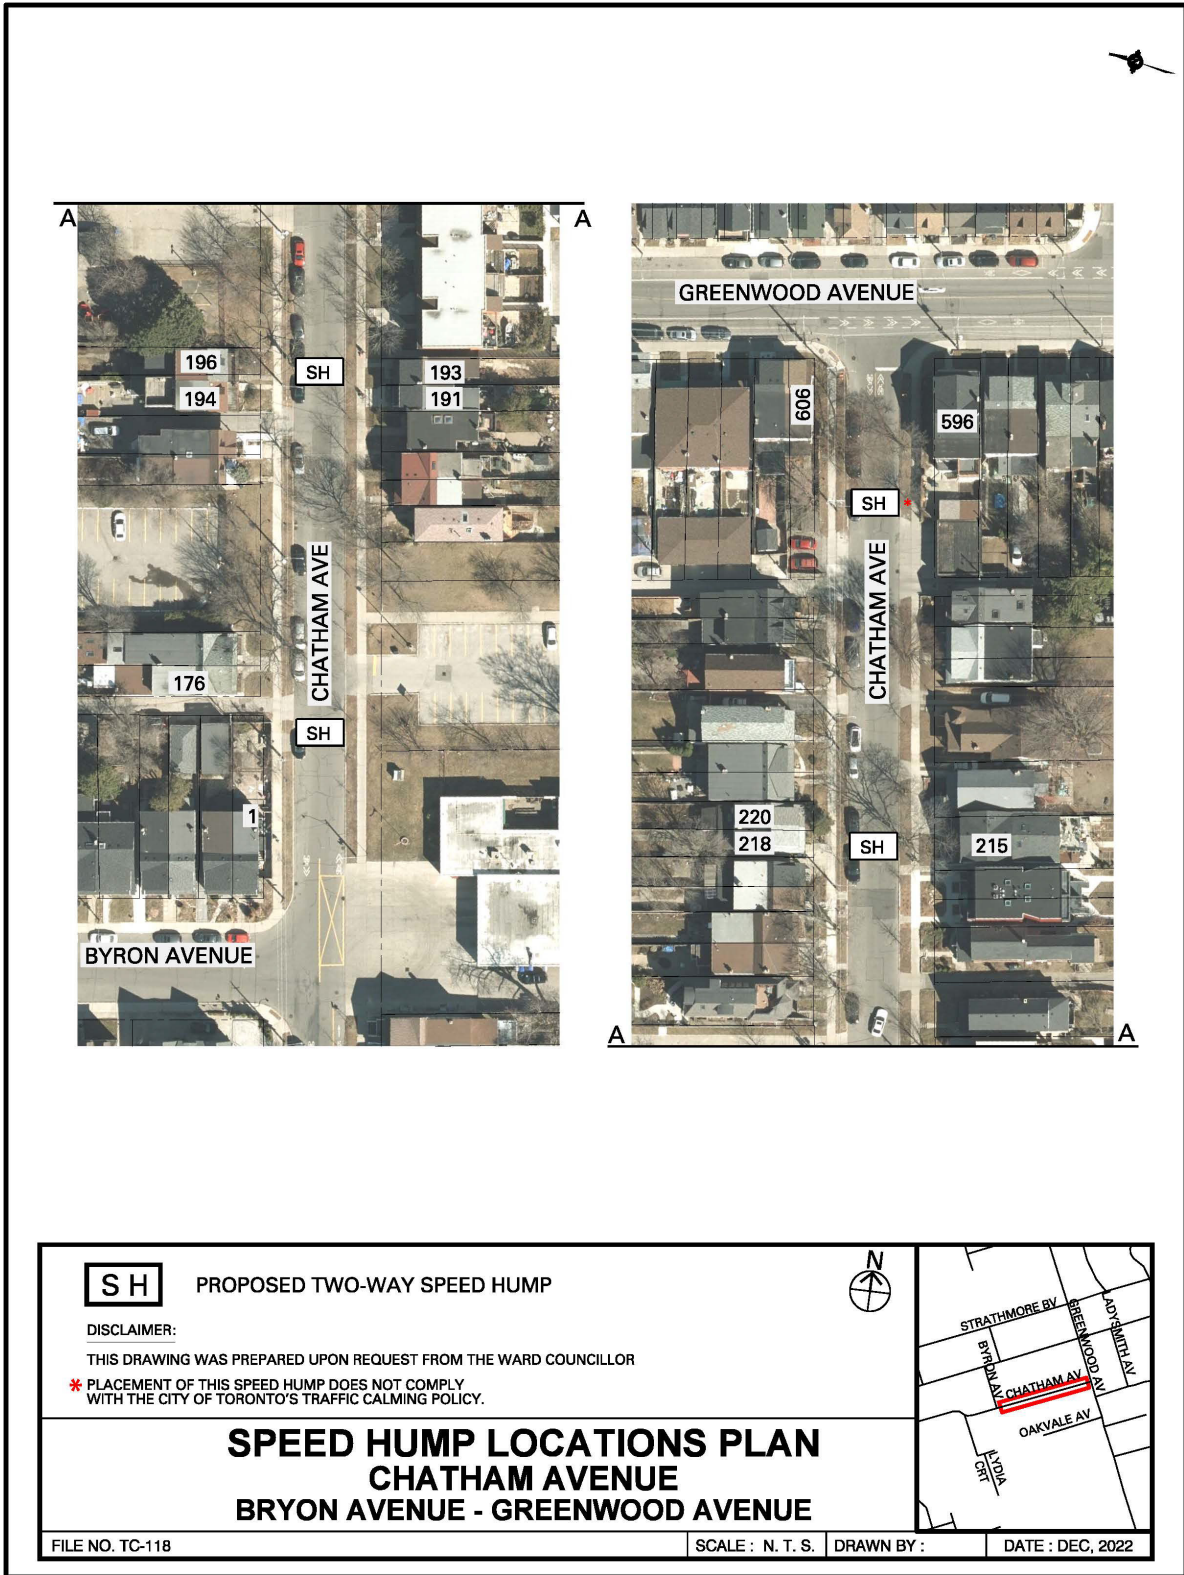 A
A
196
SH
193
194
191
CHATHAM AVE
176
SH
1
BYRON AVENUE
GREENWOOD AVENUE
606
596
SH *
CHATHAM AVE
220
218
SH
215
A
A
SH
PROPOSED TWO-WAY SPEED HUMP
DISCLAIMER:
THIS DRAWING WAS PREPARED UPON REQUEST FROM THE WARD COUNCILLOR
* PLACEMENT OF THIS SPEED HUMP DOES NOT COMPLY
WITH THE CITY OF TORONTO'S TRAFFIC CALMING POLICY.
N
STRATHMORE BV
GREENWOOD AV
LADYSMITH AV
BYRON AV
CHATHAM AV
OAKVALE AV
LYDIA
CRT
SPEED HUMP LOCATIONS PLAN
CHATHAM AVENUE
BRYON AVENUE - GREENWOOD AVENUE
FILE NO. TC-118
SCALE : N. T. S.
DRAWN BY :
DATE : DEC, 2022